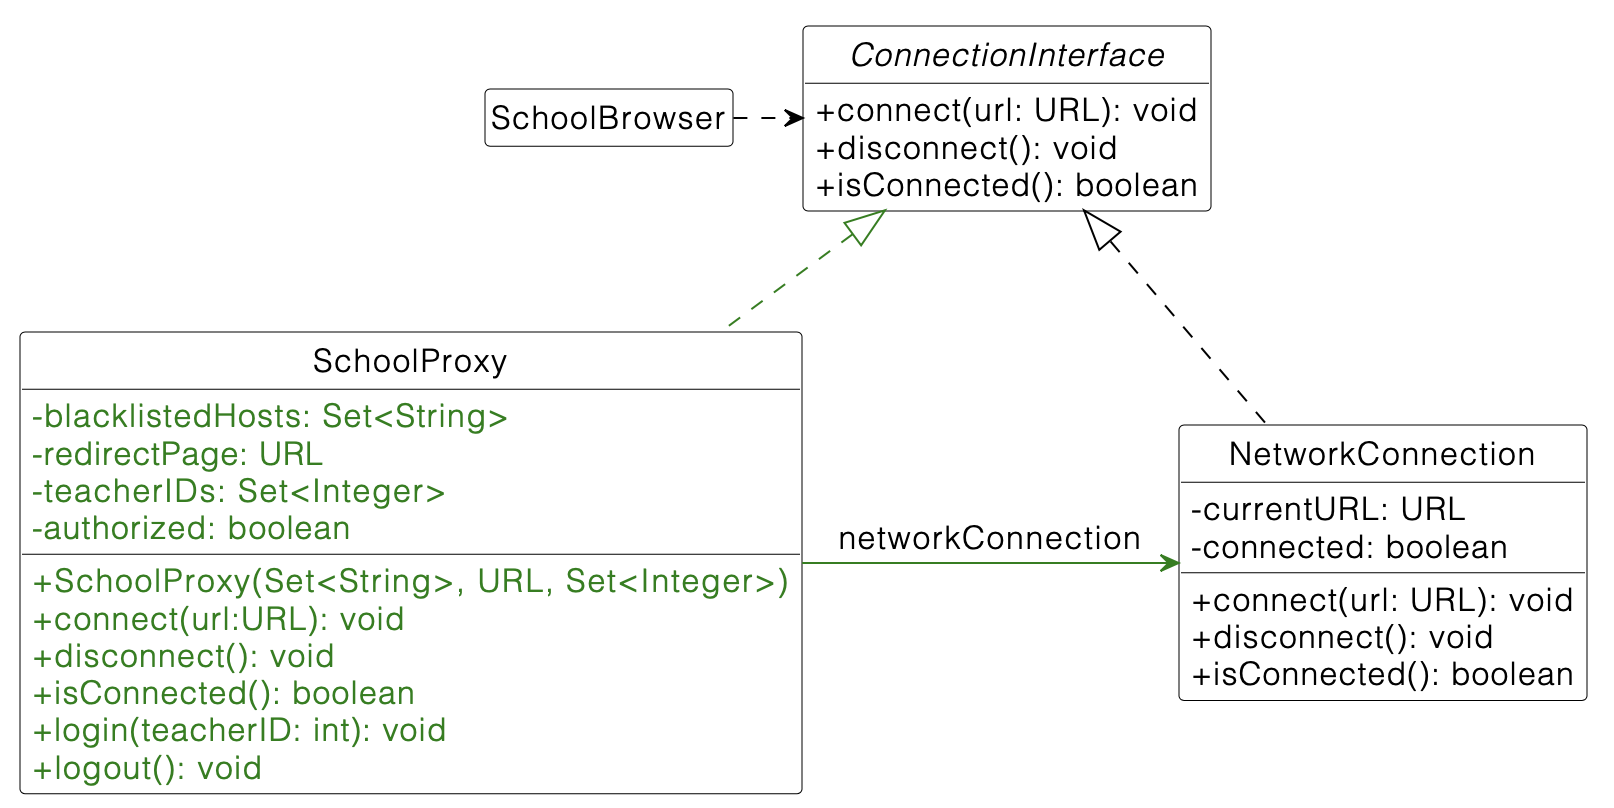 ConnectionInterface
+connect(url: URL): void
+disconnect(): void
+isConnected(): boolean
SchoolBrowser
SchoolProxy
-blacklistedHosts: Set<String>
-redirectPage: URL
-teacherIDs: Set<Integer>
-authorized: boolean
+SchoolProxy(Set<String>, URL, Set<Integer>)
+connect(url:URL): void
+disconnect(): void
+isConnected(): boolean
+login(teacherID: int): void
+logout(): void
networkConnection
NetworkConnection
-currentURL: URL
-connected: boolean
+connect(url: URL): void
+disconnect(): void
+isConnected(): boolean